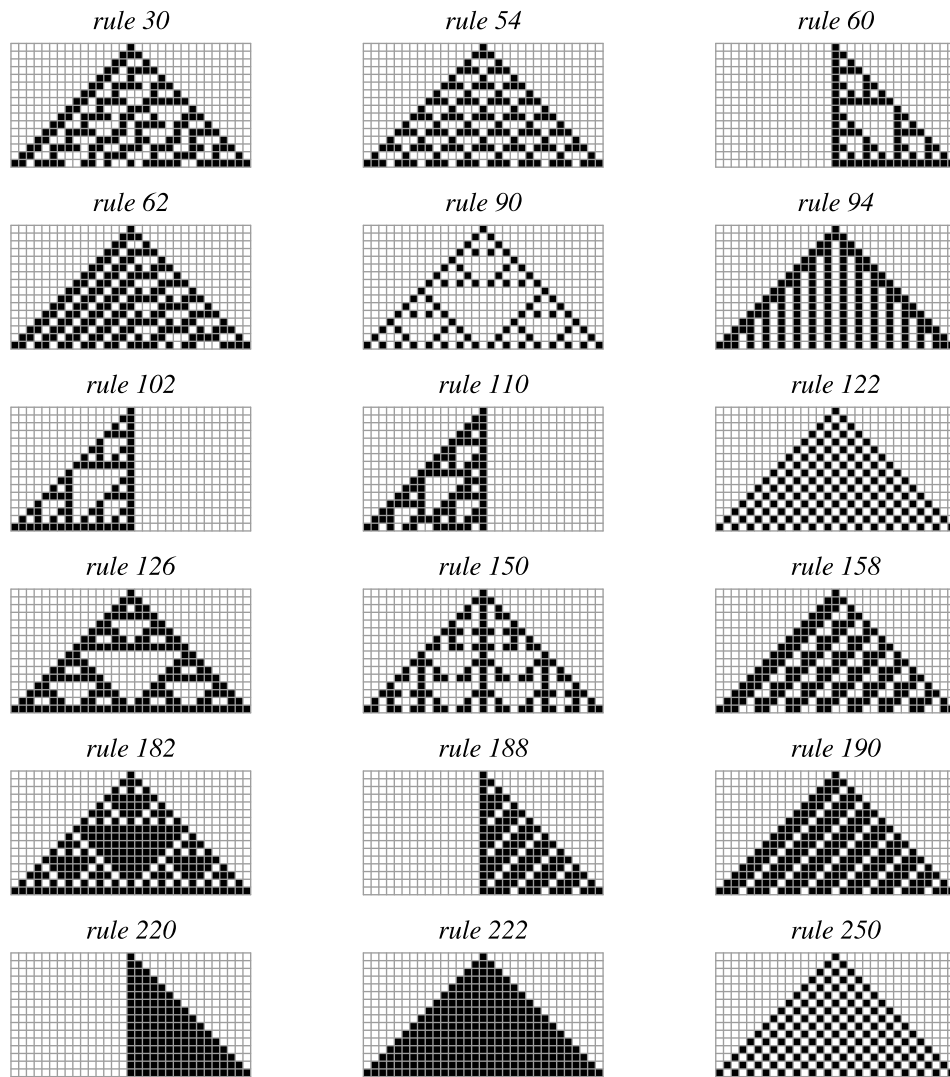 rule 30 rule 54 rule 60
rule 62 rule 90 rule 94
rule 102 rule 110 rule 122
rule 126 rule 150 rule 158
rule 182 rule 188 rule 190
rule 220 rule 222 rule 250